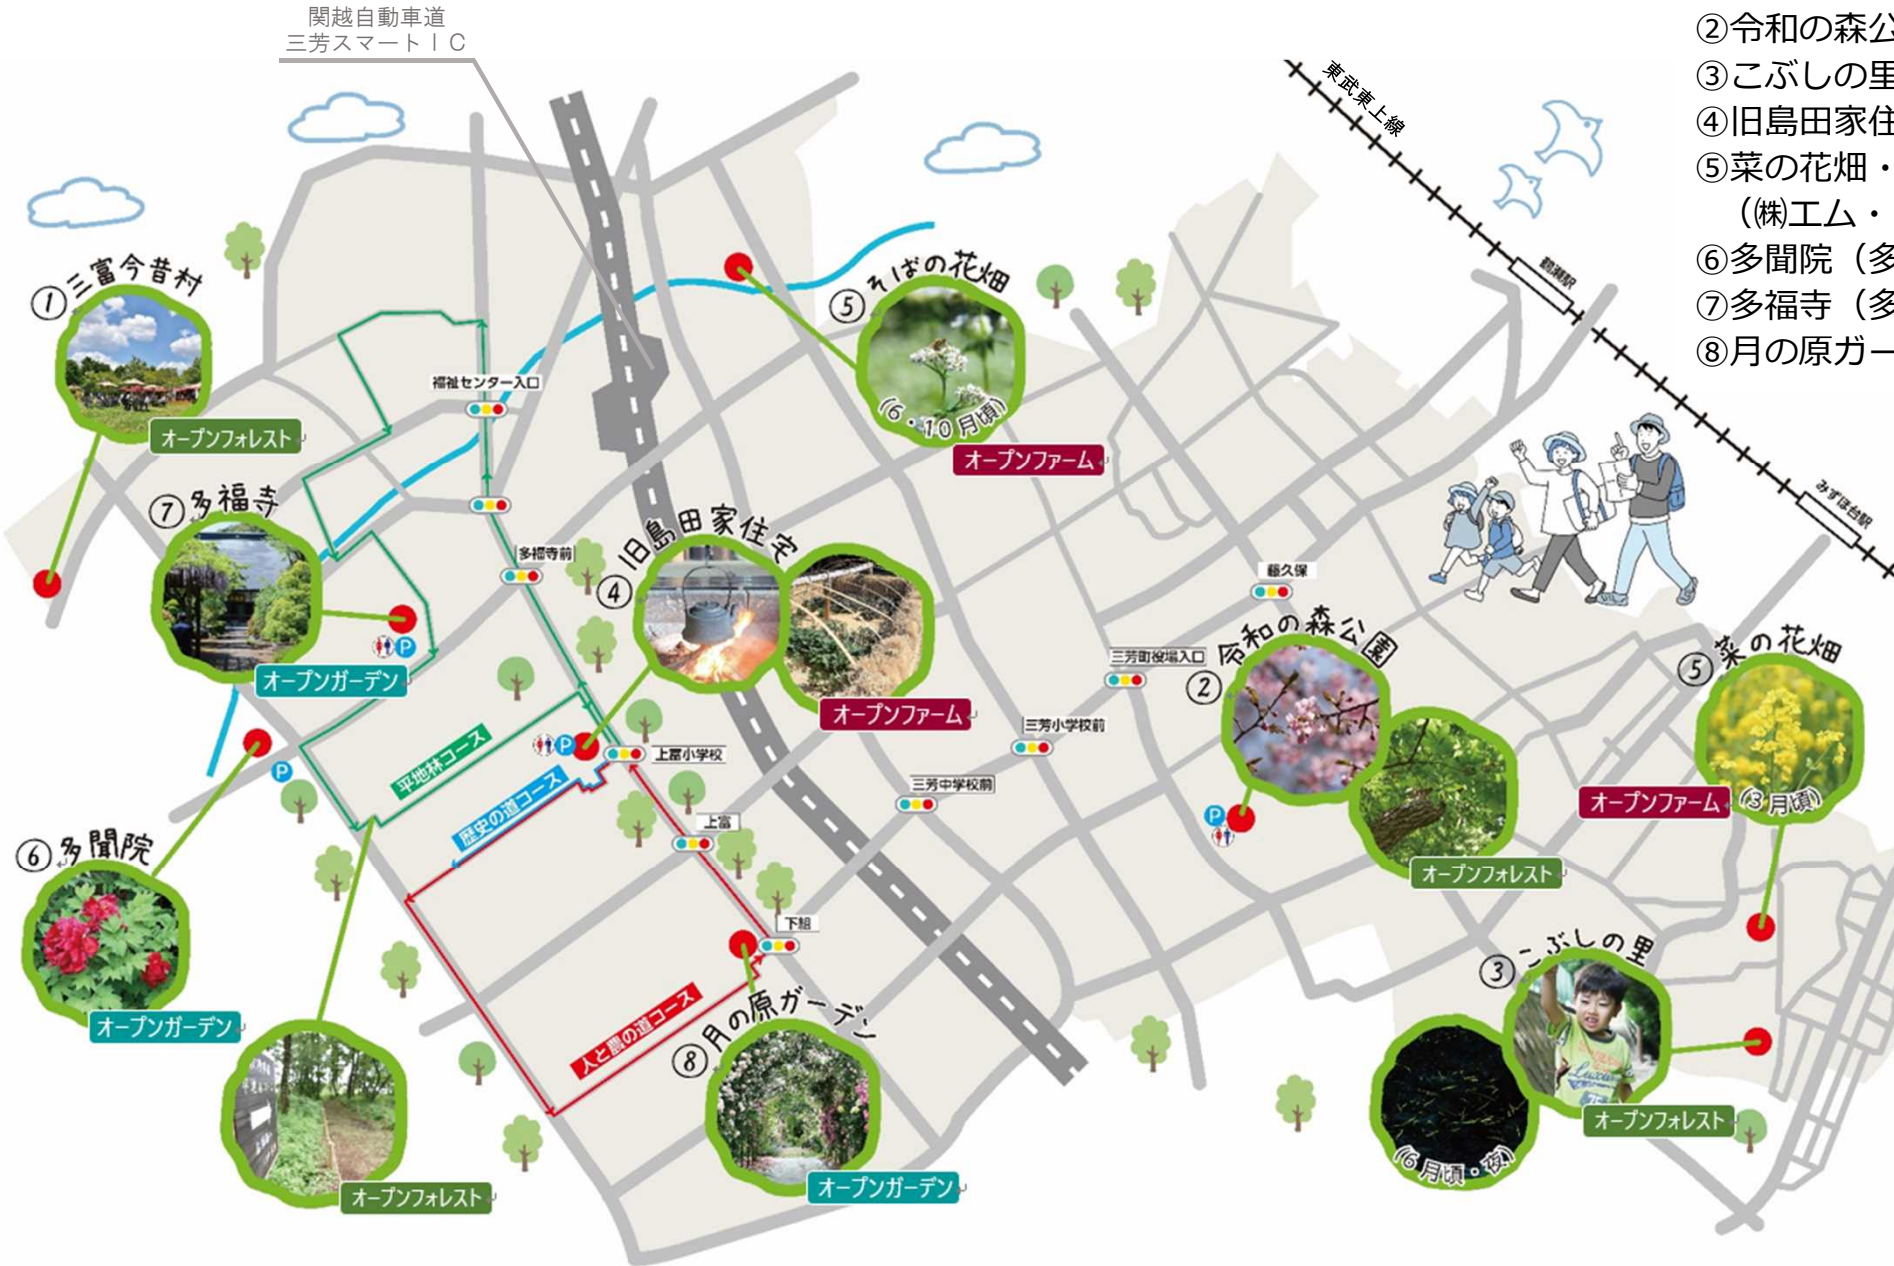 関越自動車道
三芳スマートＩＣ
②令和の森公
③こぶしの里
④旧島田家住
⑤菜の花畑・
（㈱エム・
⑥多聞院（多
⑦多福寺（多
⑧月の原ガー
東武東上線
鶴瀬駅
みずほ台駅
①三富今昔村
オープンフォレスト
⑤そばの花畑
(6・10月頃)
オープンファーム
福祉センター入口
⑦多福寺
オープンガーデン
P
多福寺前
④旧島田家住宅
オープンファーム
藤久保
三芳町役場入口
②令和の森公園
オープンフォレスト
P
⑤菜の花畑
(3月頃)
オープンファーム
三芳小学校前
三芳中学校前
P
上富小学校
平地林コース
歴史の道コース
上富
P
⑥多聞院
オープンガーデン
下組
人と農の道コース
⑧月の原ガーデン
オープンガーデン
オープンフォレスト
③こぶしの里
オープンフォレスト
(6月頃・夜)